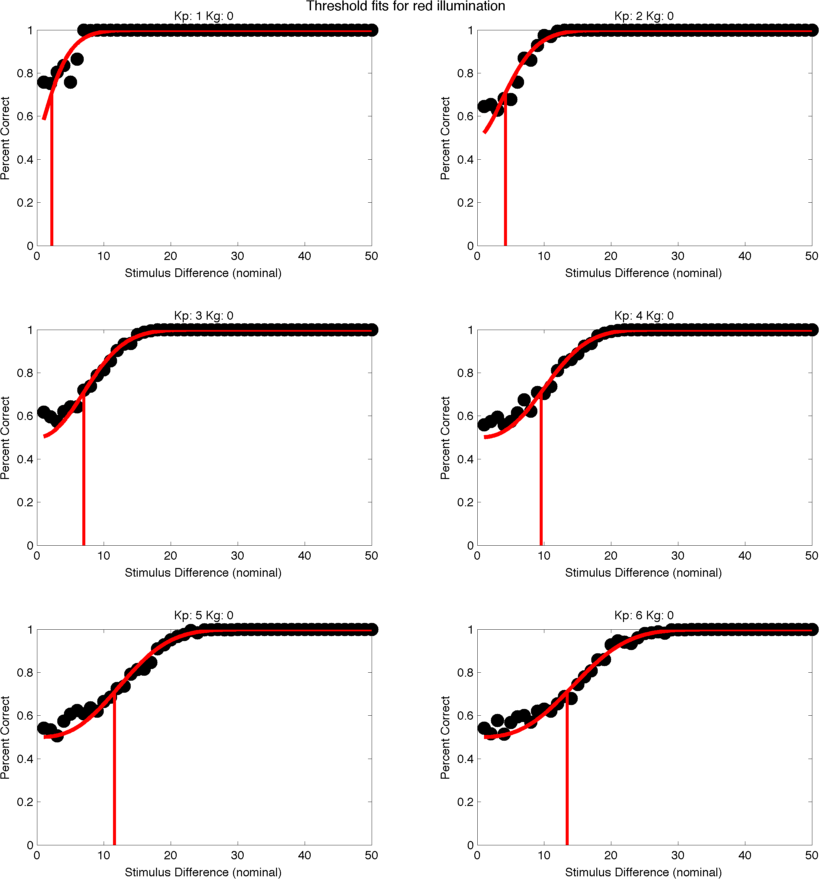 Threshold fits for red illumination
Kp: 1 Kg: 0
Kp: 2 Kg: 0
1
0.8
0.6
0.4
0.2
0
Percent Correct
0 10 20 30 40 50
Stimulus Difference (nominal)
1
0.8
0.6
0.4
0.2
0
Percent Correct
0 10 20 30 40 50
Stimulus Difference (nominal)
Kp: 3 Kg: 0
Kp: 4 Kg: 0
1
0.8
0.6
0.4
0.2
0
Percent Correct
0 10 20 30 40 50
Stimulus Difference (nominal)
1
0.8
0.6
0.4
0.2
0
Percent Correct
0 10 20 30 40 50
Stimulus Difference (nominal)
Kp: 5 Kg: 0
Kp: 6 Kg: 0
1
0.8
0.6
0.4
0.2
0
Percent Correct
0 10 20 30 40 50
Stimulus Difference (nominal)
1
0.8
0.6
0.4
0.2
0
Percent Correct
0 10 20 30 40 50
Stimulus Difference (nominal)